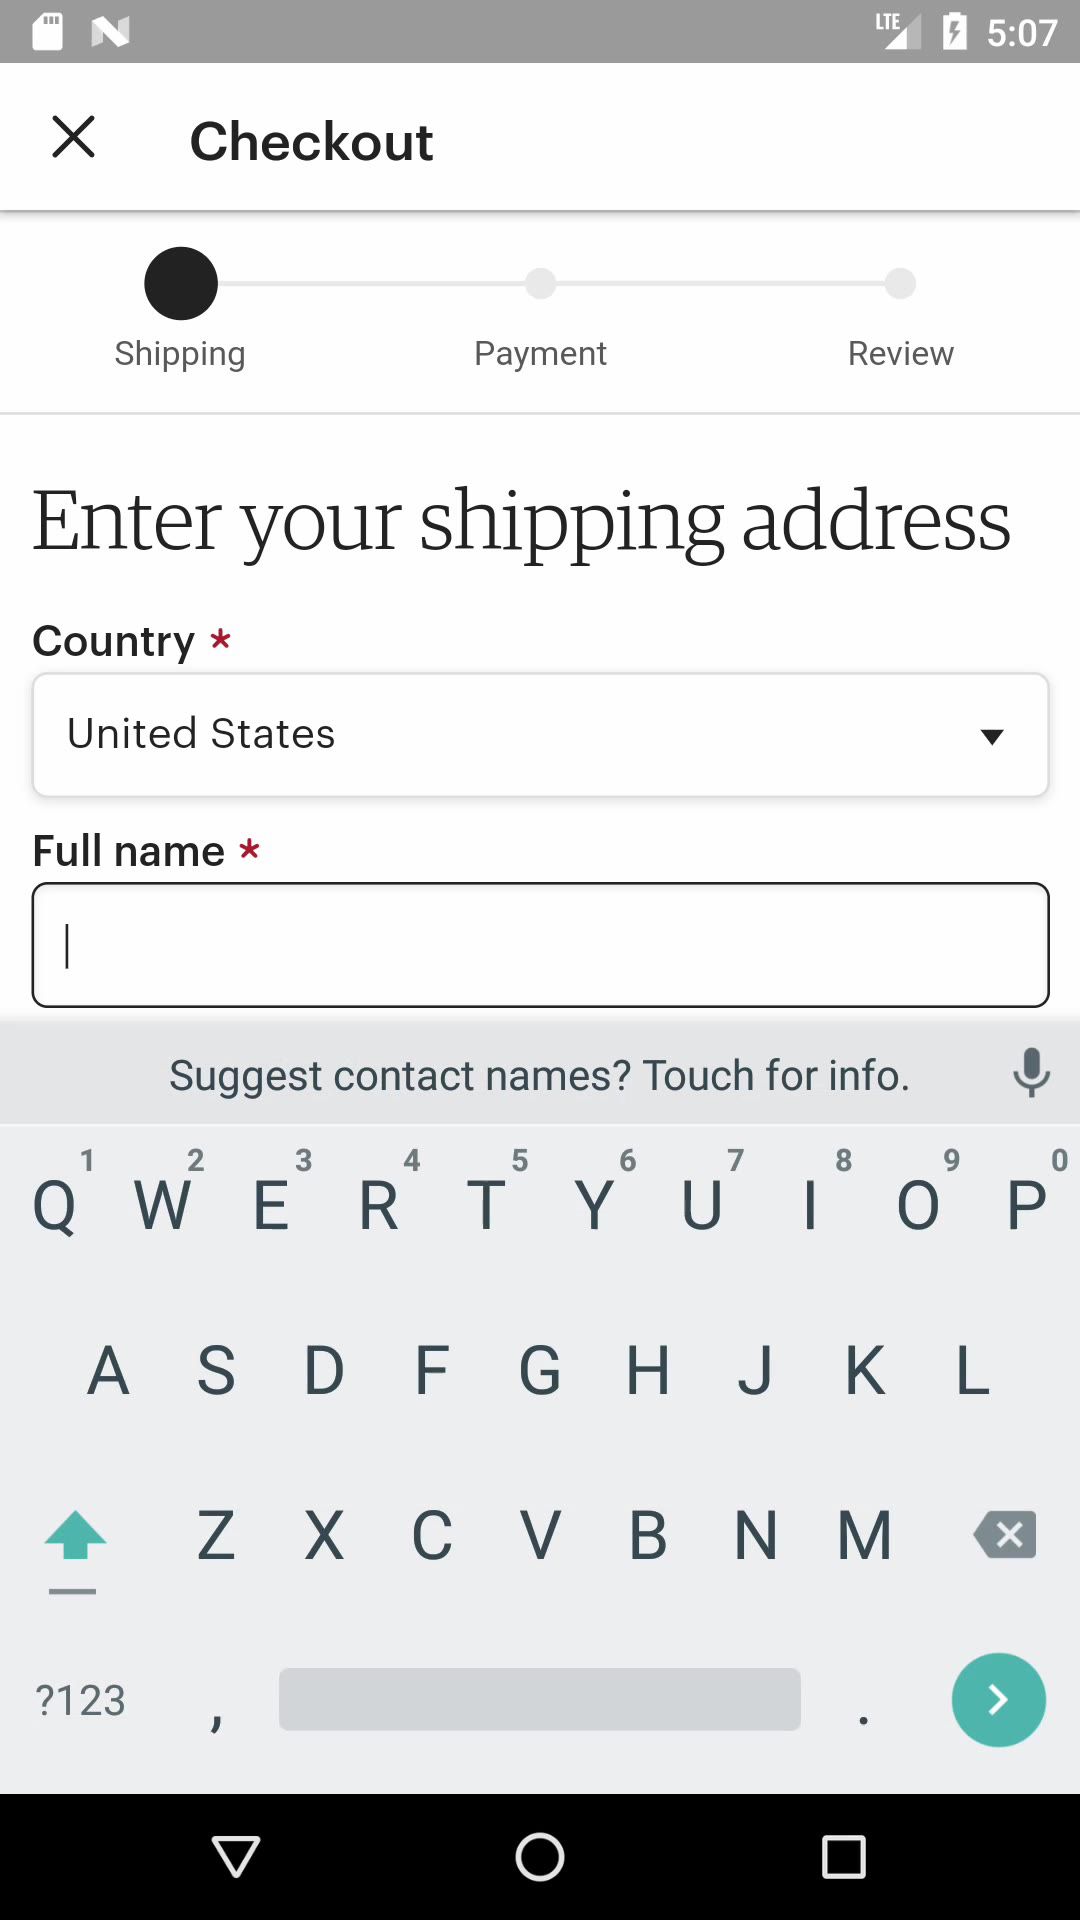 LTE 5:07
Checkout
Shipping Payment Review
Enter your shipping address
Country *
United States
Full name *
Suggest contact names? Touch for info.
1 2 3 4 5 6 7 8 9 0
Q W E R T Y U I O P
A S D F G H J K L
Z X C V B N M
?123 , .